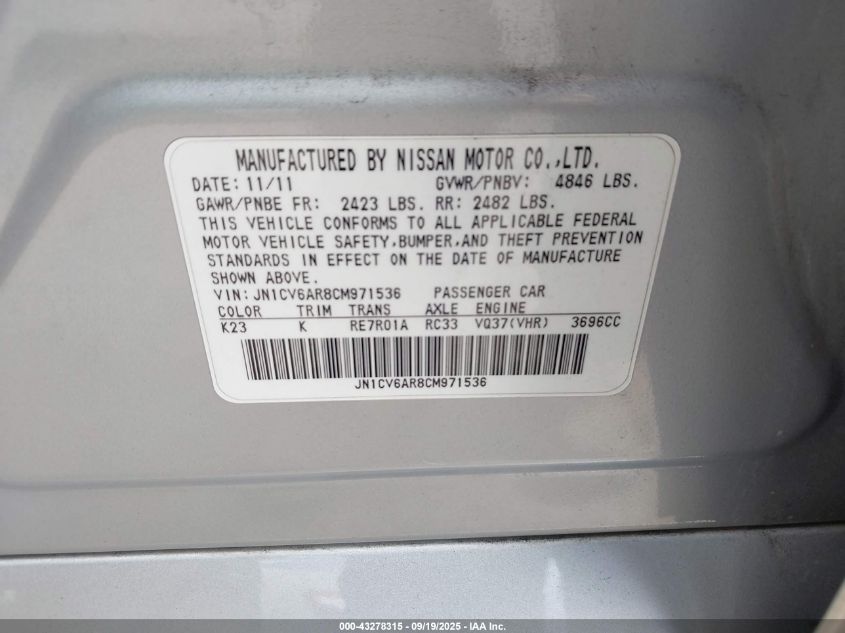 MANUFACTURED BY NISSAN MOTOR CO.,LTD.
DATE: 11/11 GVWR/PNBV: 4846 LBS.
GAWR/PNBE FR: 2423 LBS. RR: 2482 LBS.
THIS VEHICLE CONFORMS TO ALL APPLICABLE FEDERAL
MOTOR VEHICLE SAFETY,BUMPER,AND THEFT PREVENTION
STANDARDS IN EFFECT ON THE DATE OF MANUFACTURE
SHOWN ABOVE.
VIN: JN1CV6AR8CM971536 PASSENGER CAR
COLOR TRIM TRANS AXLE ENGINE
K23 K RE7R01A RC33 VQ37(VHR) 3696CC
JN1CV6AR8CM971536
000-43278315 - 09/19/2025 - IAA Inc.